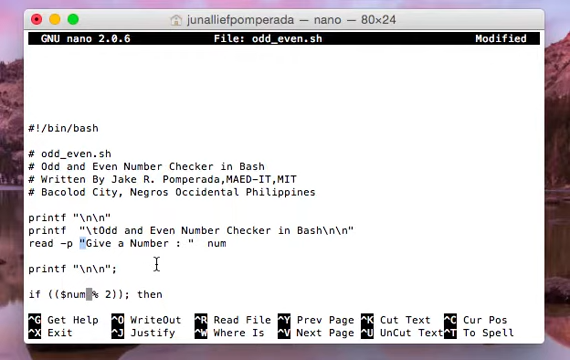 junalliefpomperada — nano — 80×24
GNU nano 2.0.6 File: odd_even.sh Modified
#!/bin/bash
# odd_even.sh
# Odd and Even Number Checker in Bash
# Written By Jake R. Pomperada,MAED-IT,MIT
# Bacolod City, Negros Occidental Philippines
printf "\n\n"
printf  "\tOdd and Even Number Checker in Bash\n\n"
read -p "Give a Number : "  num
printf "\n\n";
if (($num % 2)); then
^G Get Help ^O WriteOut ^R Read File ^Y Prev Page ^K Cut Text ^C Cur Pos
^X Exit ^J Justify ^W Where Is ^V Next Page ^U UnCut Text ^T To Spell